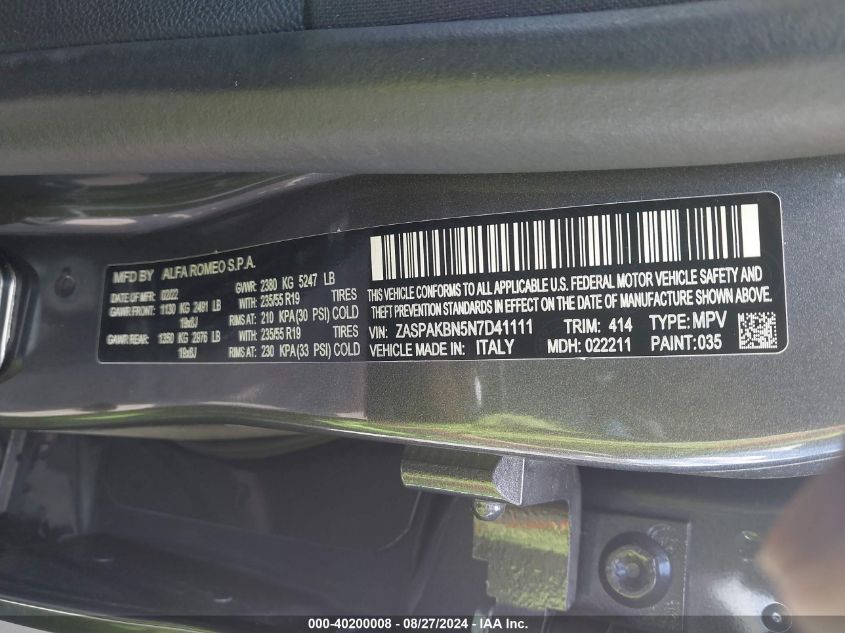 MFD BY ALFA ROMEO S.P.A.
DATE OF MFR: 02/22 GVWR: 2380 KG 5247 LB
GAWR FRONT: 1130 KG 2491 LB WITH: 235/55 R19 TIRES
19x8J RIMS AT: 210 KPA (30 PSI) COLD
GAWR REAR: 1350 KG 2976 LB WITH: 235/55 R19 TIRES
19x8J RIMS AT: 230 KPA (33 PSI) COLD
THIS VEHICLE CONFORMS TO ALL APPLICABLE U.S. FEDERAL MOTOR VEHICLE SAFETY AND
THEFT PREVENTION STANDARDS IN EFFECT ON THE DATE OF MANUFACTURE SHOWN ABOVE.
VIN: ZASPAKBN5N7D41111 TRIM: 414 TYPE: MPV
VEHICLE MADE IN: ITALY MDH: 022211 PAINT: 035
000-40200008 - 08/27/2024 - IAA Inc.